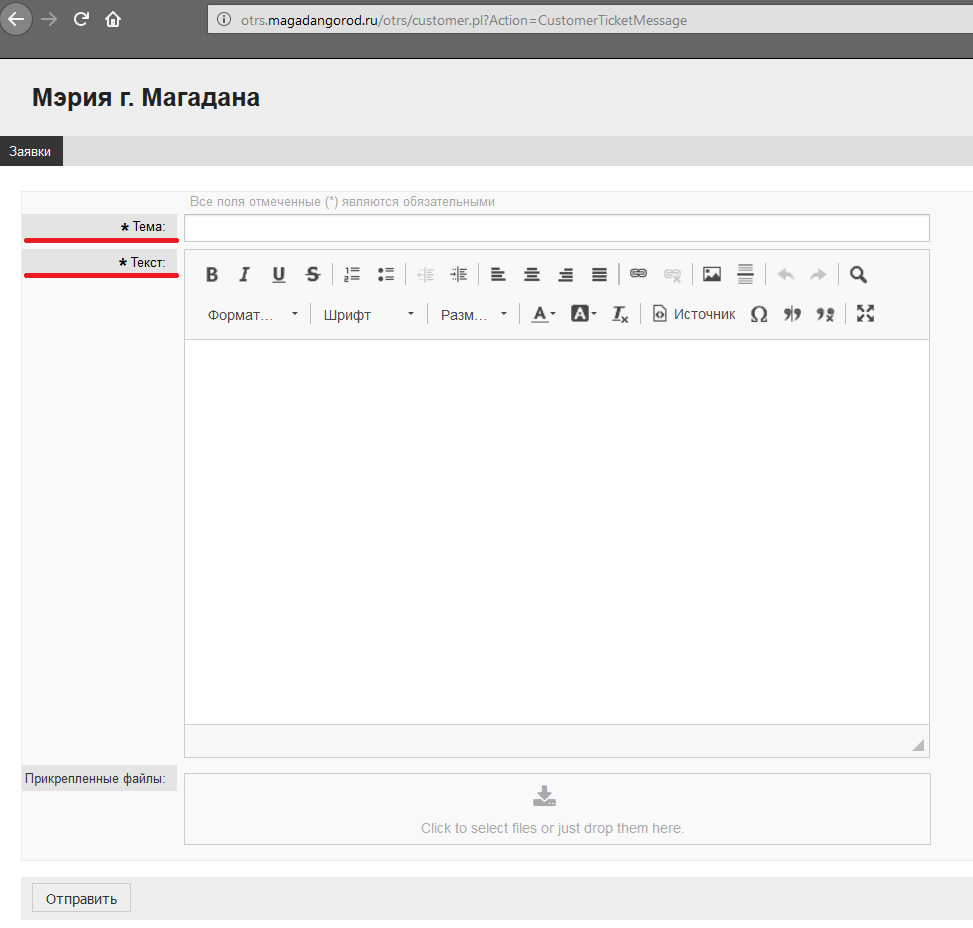 otrs.magadangorod.ru/otrs/customer.pl?Action=CustomerTicketMessage
Мэрия г. Магадана
Заявки
Все поля отмеченные (*) являются обязательными
* Тема:
* Текст:
B I U S
Формат... Шрифт Разм... A A Tx Источник Ω
Прикрепленные файлы:
Click to select files or just drop them here.
Отправить